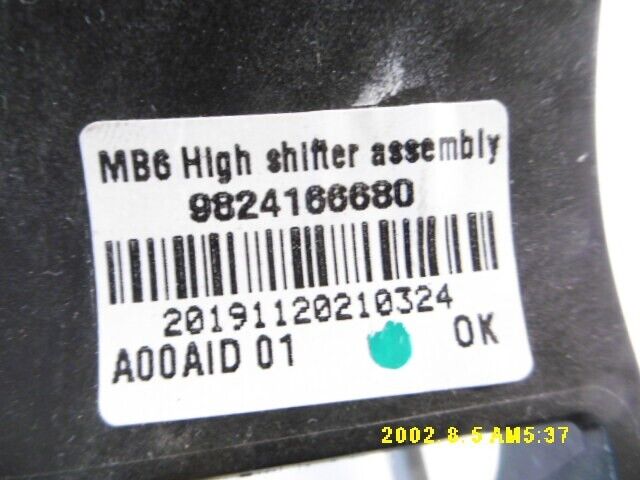 MB6 High shifter assembly
9824166680
20191120210324
A00AID 01 OK
2002. 8. 5 AM5:37